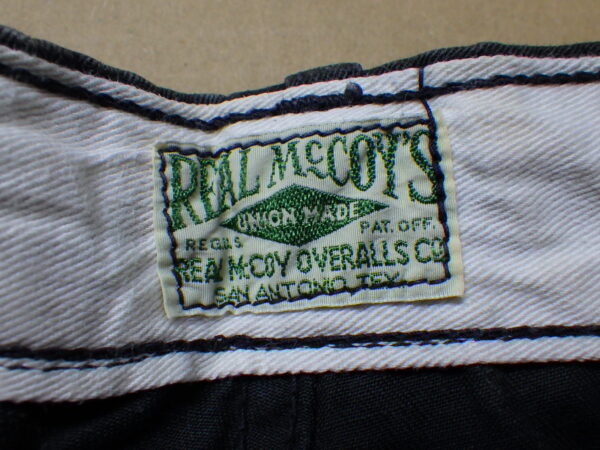 REAL McCOY'S
UNION MADE
REG.U.S. PAT. OFF.
REAL McCOY OVERALLS CO
SAN ANTONIO, TEX.